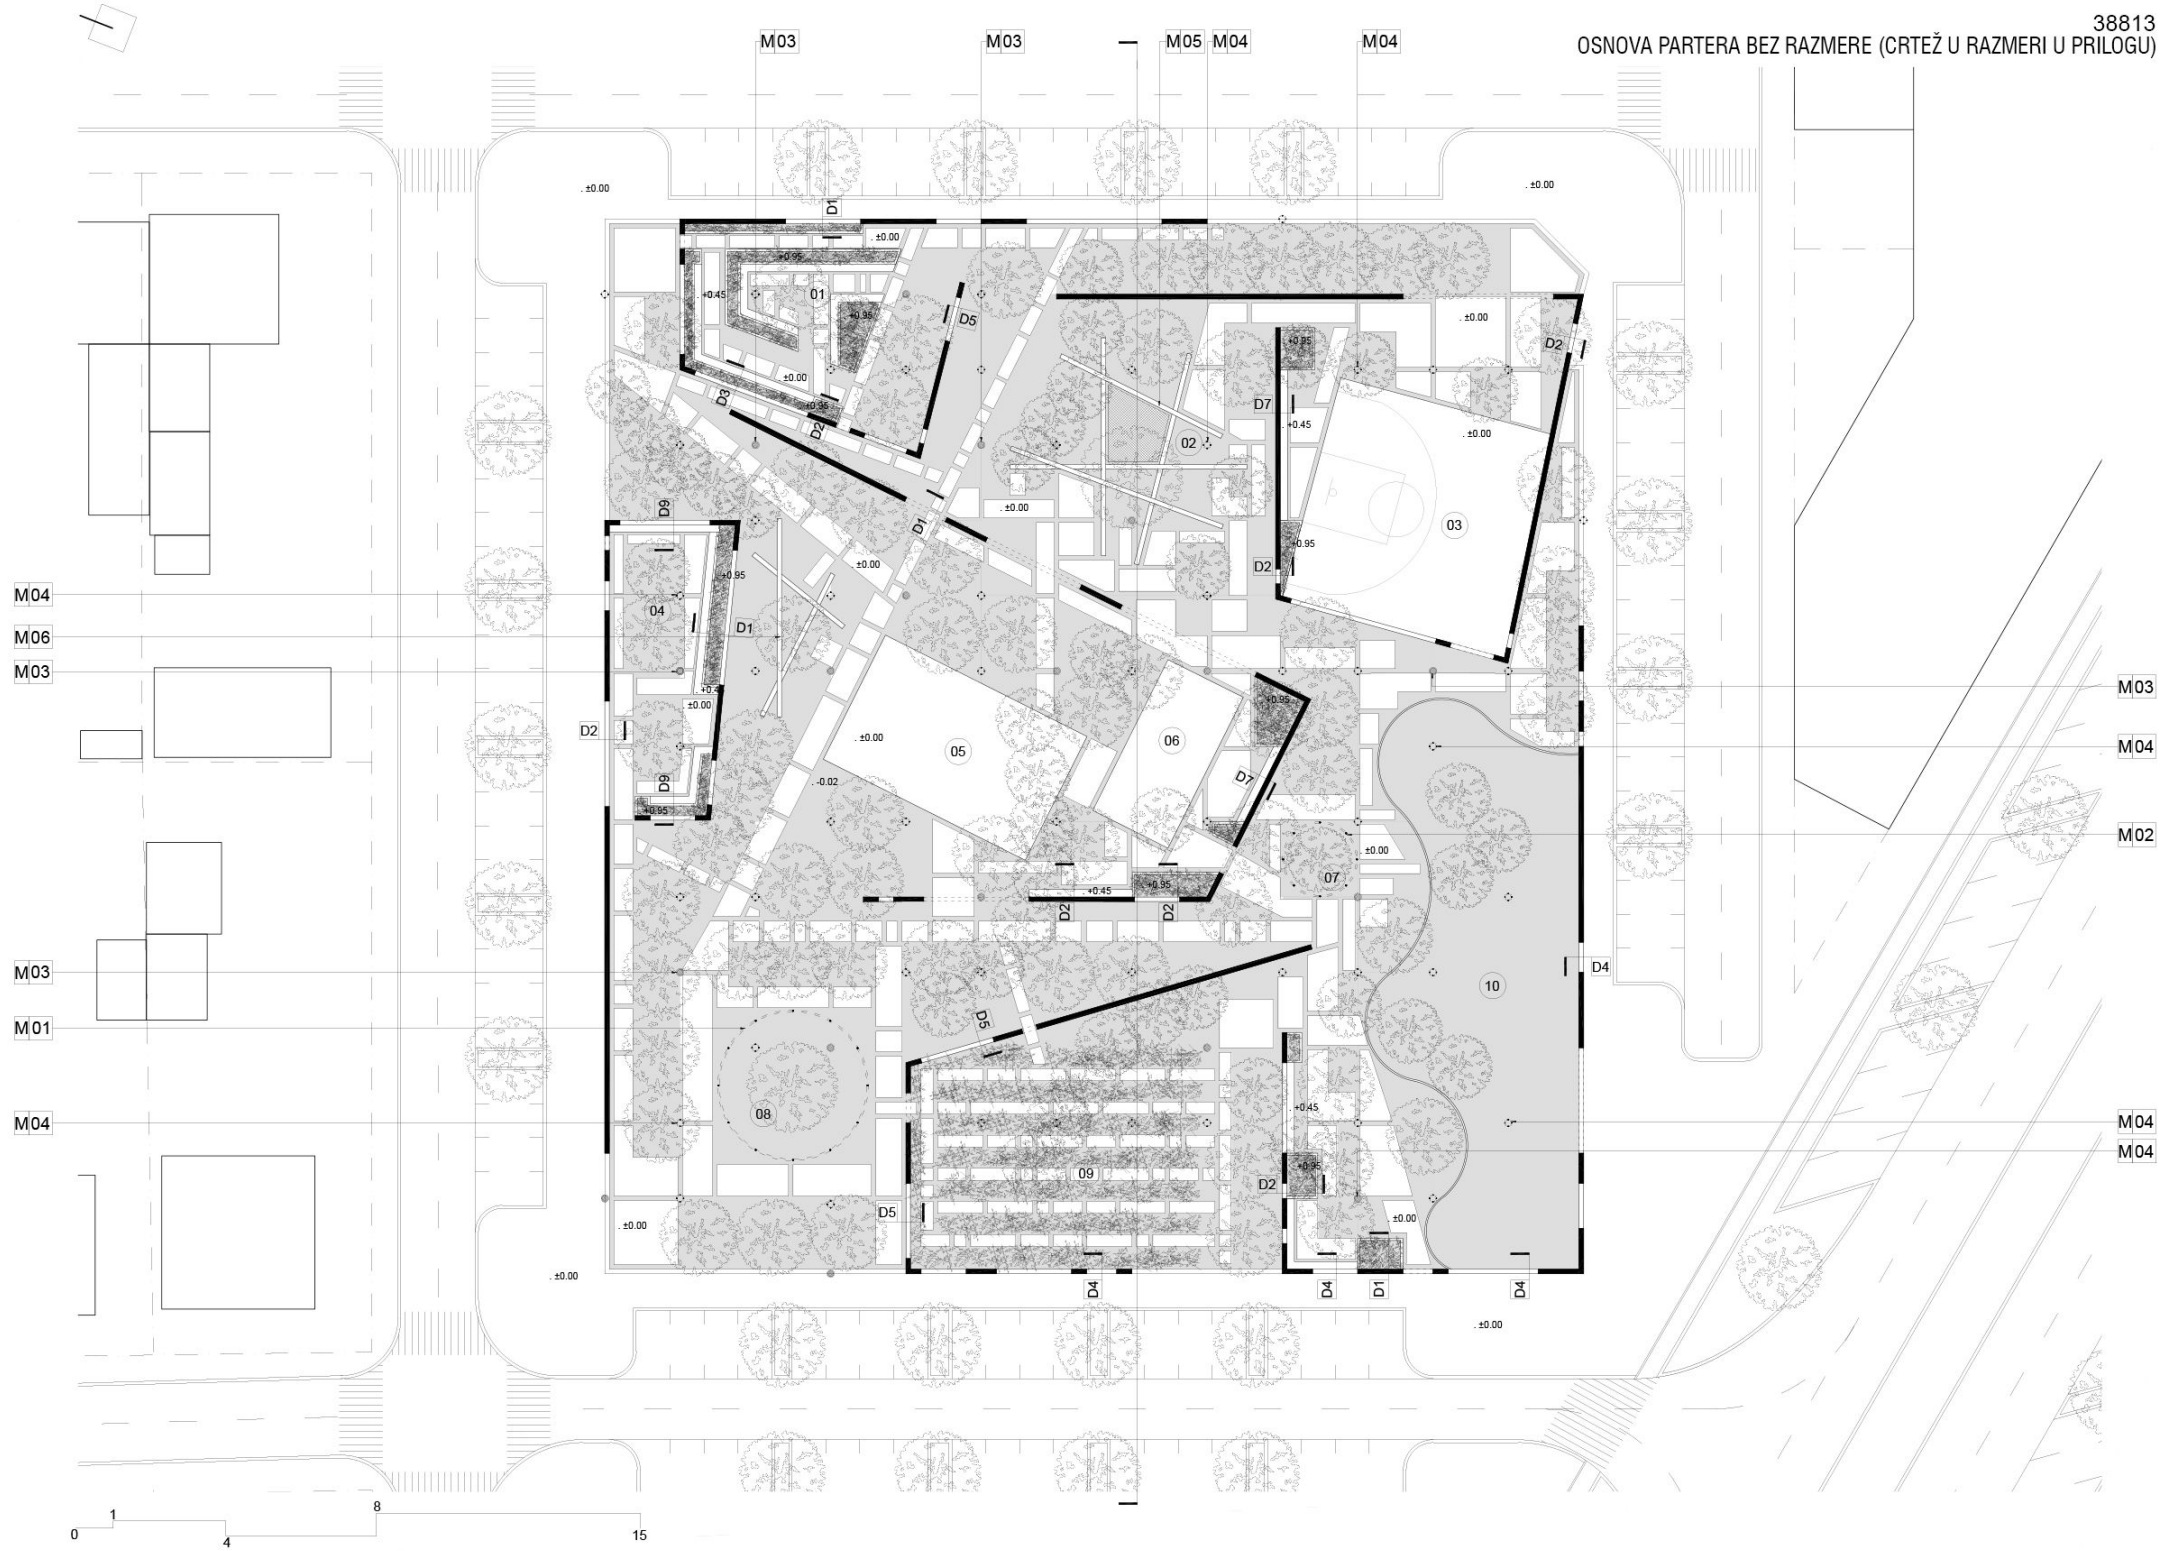 38813
OSNOVA PARTERA BEZ RAZMERE (CRTEŽ U RAZMERI U PRILOGU)
M03 M03 M05 M04 M04
. ±0.00 . ±0.00
D1
. ±0.00
+0.95
. +0.45 01
+0.95
D5
. ±0.00
+0.95
D2
. ±0.00
D3
+0.95
D2
D7
. +0.45
. ±0.00
02
D9
. ±0.00
D1
03
+0.95
D2
. ±0.00
+0.95
M04
04
D1
M06
M03
. +0.45
±0.00
+0.95
M03
D2
. ±0.00
05
06
M04
D9
. -0.02
D7
+0.95
M02
. ±0.00
07
. +0.45
+0.95
D2
D2
M03
D4
10
M01
D5
08
. +0.45
M04
M04
M04
09
+0.95
D2
D5
. ±0.00
. ±0.00
. ±0.00
D4
D4
D1
D4
. ±0.00
0 1 4 8 15